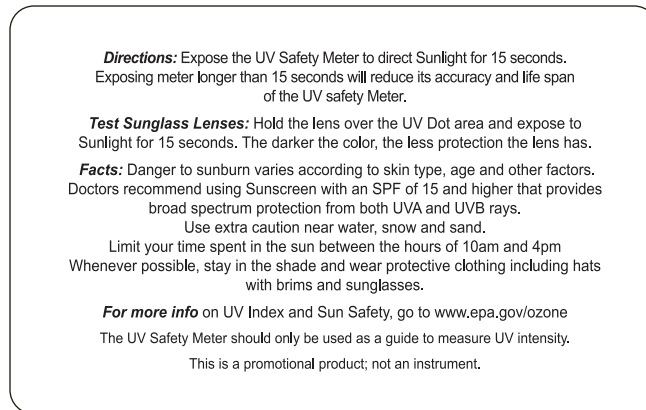 Directions: Expose the UV Safety Meter to direct Sunlight for 15 seconds.
Exposing meter longer than 15 seconds will reduce its accuracy and life span
of the UV safety Meter.
Test Sunglass Lenses: Hold the lens over the UV Dot area and expose to
Sunlight for 15 seconds. The darker the color, the less protection the lens has.
Facts: Danger to sunburn varies according to skin type, age and other factors.
Doctors recommend using Sunscreen with an SPF of 15 and higher that provides
broad spectrum protection from both UVA and UVB rays.
Use extra caution near water, snow and sand.
Limit your time spent in the sun between the hours of 10am and 4pm
Whenever possible, stay in the shade and wear protective clothing including hats
with brims and sunglasses.
For more info on UV Index and Sun Safety, go to www.epa.gov/ozone
The UV Safety Meter should only be used as a guide to measure UV intensity.
This is a promotional product; not an instrument.